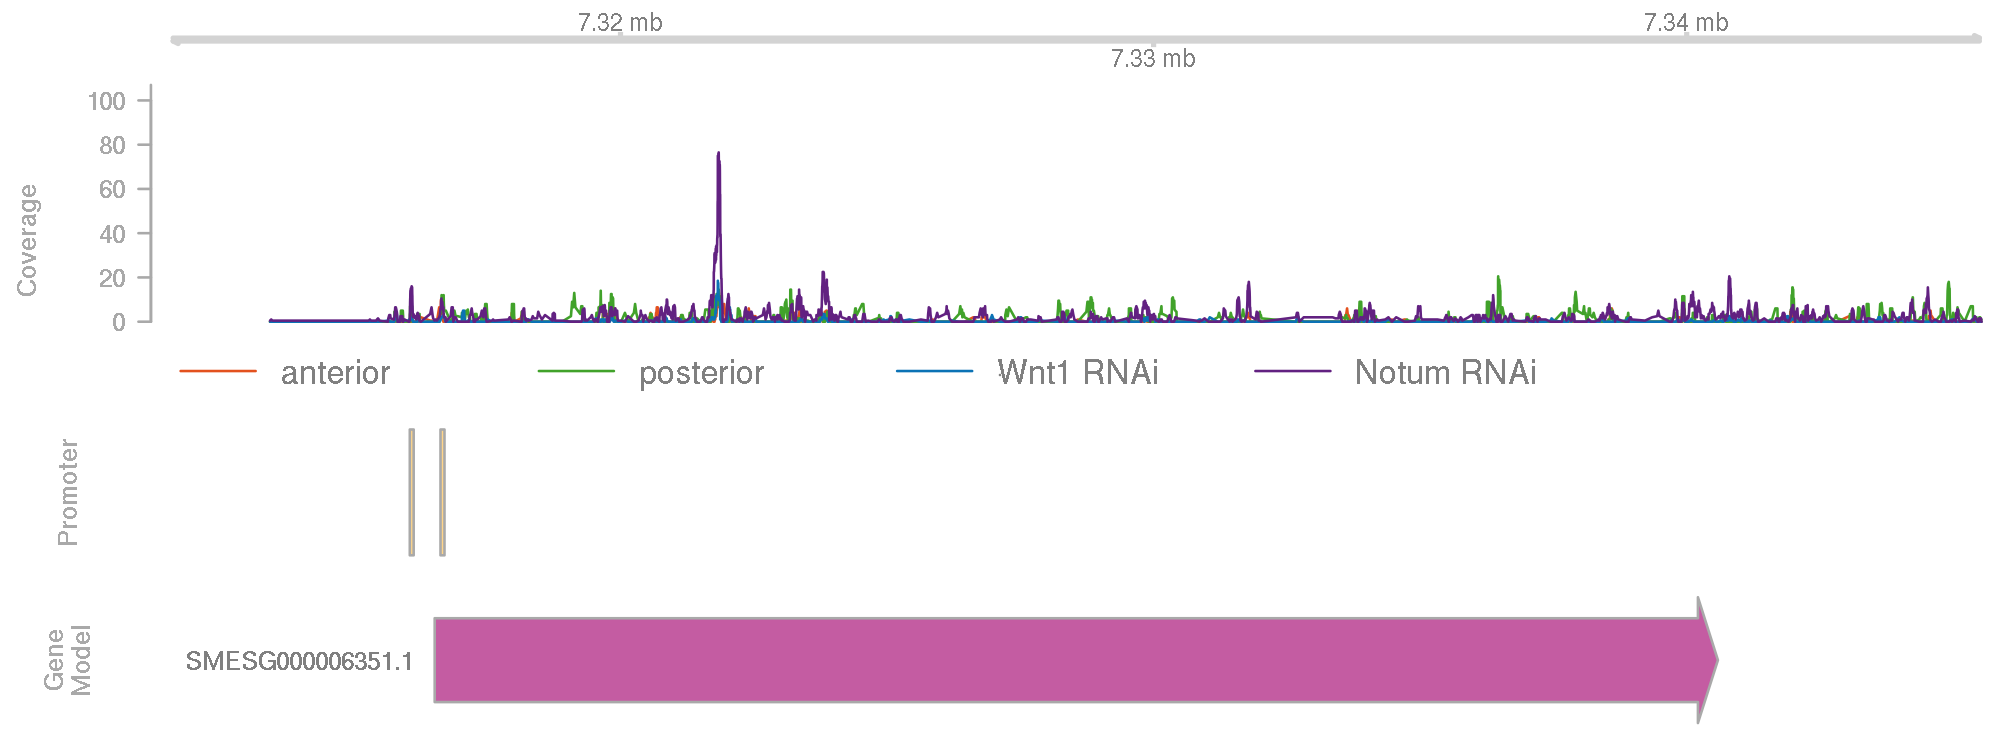 7.32 mb
7.34 mb
7.33 mb
100
80
60
40
20
0
Coverage
anterior
posterior
Wnt1 RNAi
Notum RNAi
Promoter
Gene
Model
SMESG000006351.1